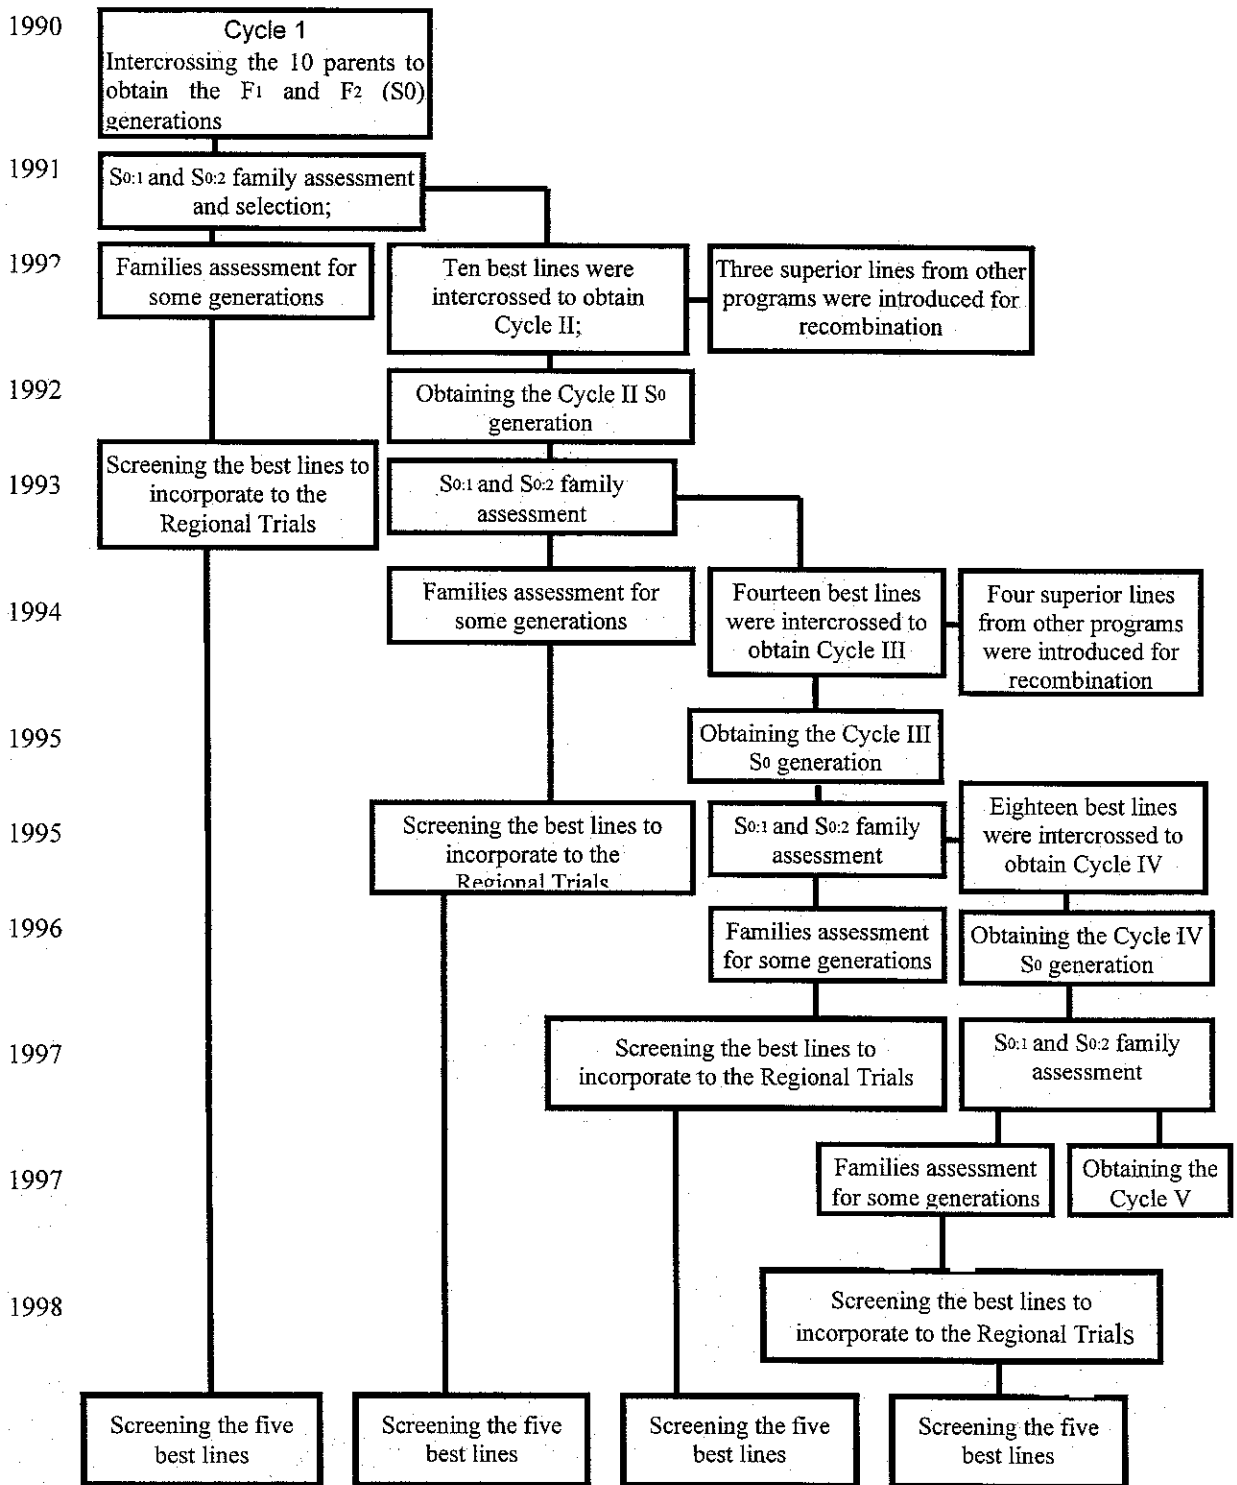 1990
Cycle 1
Intercrossing the 10 parents to
obtain the F1 and F2 (S0)
generations
1991
S0:1 and S0:2 family assessment
and selection;
1992
Families assessment for
some generations
Ten best lines were
intercrossed to obtain
Cycle II;
Three superior lines from other
programs were introduced for
recombination
1992
Obtaining the Cycle II S0
generation
1993
Screening the best lines to
incorporate to the
Regional Trials
S0:1 and S0:2 family
assessment
1994
Families assessment for
some generations
Fourteen best lines
were intercrossed to
obtain Cycle III
Four superior lines
from other programs
were introduced for
recombination
1995
Obtaining the Cycle III
S0 generation
1995
Screening the best lines to
incorporate to the
Regional Trials
S0:1 and S0:2 family
assessment
Eighteen best lines
were intercrossed to
obtain Cycle IV
1996
Families assessment
for some generations
Obtaining the Cycle IV
S0 generation
1997
Screening the best lines to
incorporate to the Regional Trials
S0:1 and S0:2 family
assessment
1997
Families assessment
for some generations
Obtaining the
Cycle V
1998
Screening the best lines to
incorporate to the Regional Trials
Screening the five
best lines
Screening the five
best lines
Screening the five
best lines
Screening the five
best lines